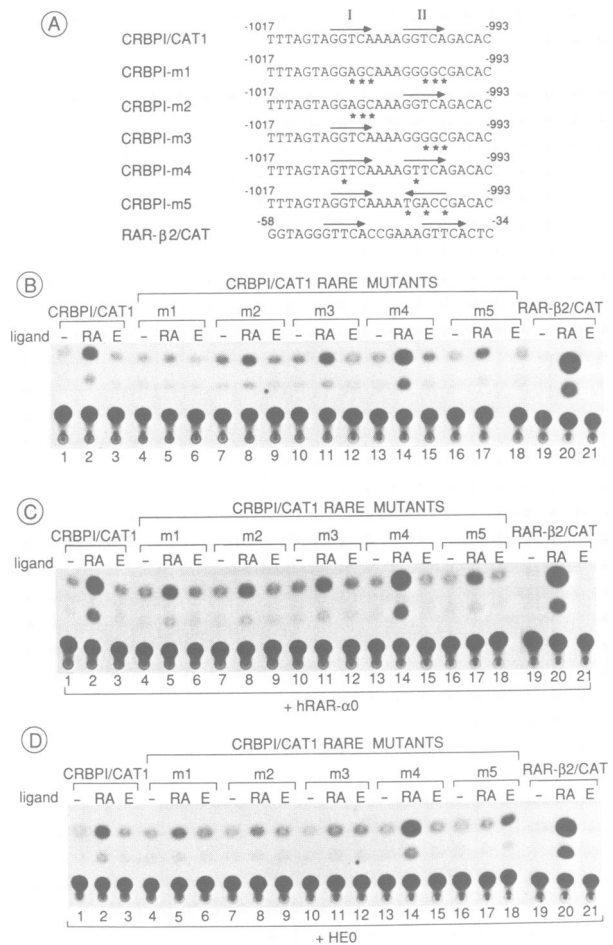 A
I II
-1017 -993
CRBPI/CAT1 TTTAGTAGGTCAAAAGGTCAGACAC
-1017 -993
CRBPI-m1 TTTAGTAGGAGCAAAAGGGGCGACAC
*** ***
-1017 -993
CRBPI-m2 TTTAGTAGGAGCAAAAGGTCAGACAC
***
-1017 -993
CRBPI-m3 TTTAGTAGGTCAAAAGGGGCGACAC
***
-1017 -993
CRBPI-m4 TTTAGTAGTTCAAAAGTTCAGACAC
* *
-1017 -993
CRBPI-m5 TTTAGTAGGTCAAAATGACCGACAC
* * *
-58 -34
RAR-β2/CAT GGTAGGGTTCACCGAAAGTTCACTC
B
CRBPI/CAT1 RARE MUTANTS
CRBPI/CAT1 m1 m2 m3 m4 m5 RAR-β2/CAT
ligand - RA E - RA E - RA E - RA E - RA E - RA E - RA E
1 2 3 4 5 6 7 8 9 10 11 12 13 14 15 16 17 18 19 20 21
C
CRBPI/CAT1 RARE MUTANTS
CRBPI/CAT1 m1 m2 m3 m4 m5 RAR-β2/CAT
ligand - RA E - RA E - RA E - RA E - RA E - RA E - RA E
1 2 3 4 5 6 7 8 9 10 11 12 13 14 15 16 17 18 19 20 21
+ hRAR-α0
D
CRBPI/CAT1 RARE MUTANTS
CRBPI/CAT1 m1 m2 m3 m4 m5 RAR-β2/CAT
ligand - RA E - RA E - RA E - RA E - RA E - RA E - RA E
1 2 3 4 5 6 7 8 9 10 11 12 13 14 15 16 17 18 19 20 21
+ HE0